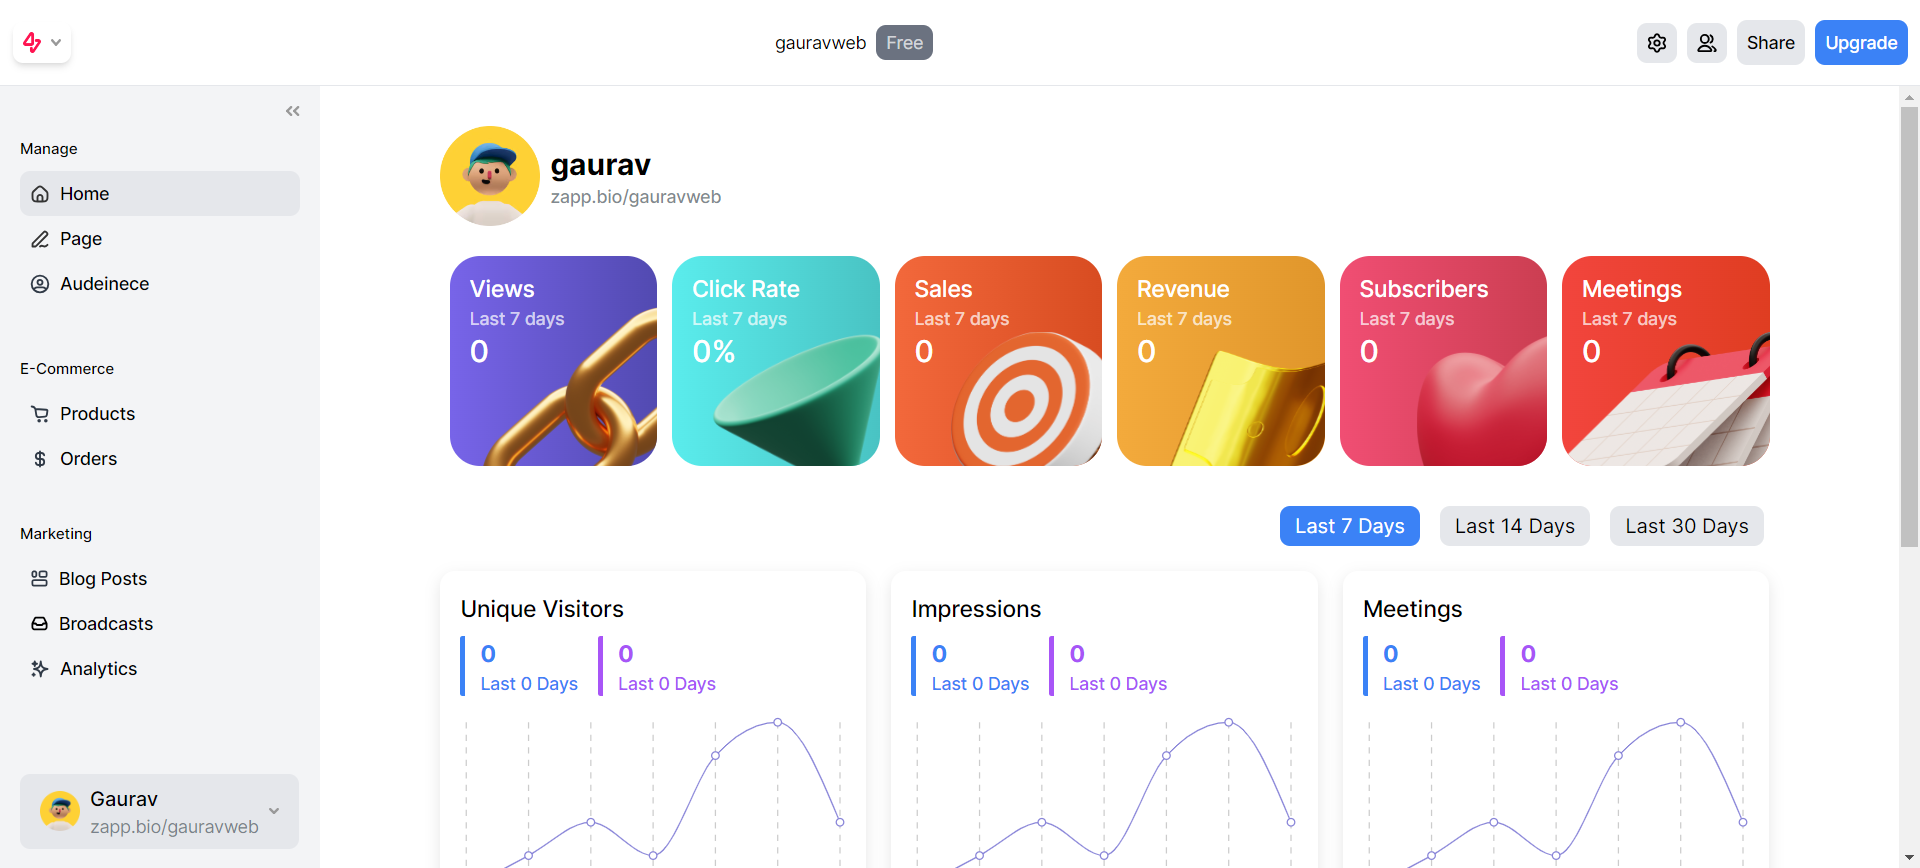 gauravweb Free
Share Upgrade
Manage
Home
Page
Audeinece
E-Commerce
Products
Orders
Marketing
Blog Posts
Broadcasts
Analytics
Gaurav
zapp.bio/gauravweb
gaurav
zapp.bio/gauravweb
Views
Last 7 days
0
Click Rate
Last 7 days
0%
Sales
Last 7 days
0
Revenue
Last 7 days
0
Subscribers
Last 7 days
0
Meetings
Last 7 days
0
Last 7 Days Last 14 Days Last 30 Days
Unique Visitors
0 0
Last 0 Days Last 0 Days
Impressions
0 0
Last 0 Days Last 0 Days
Meetings
0 0
Last 0 Days Last 0 Days